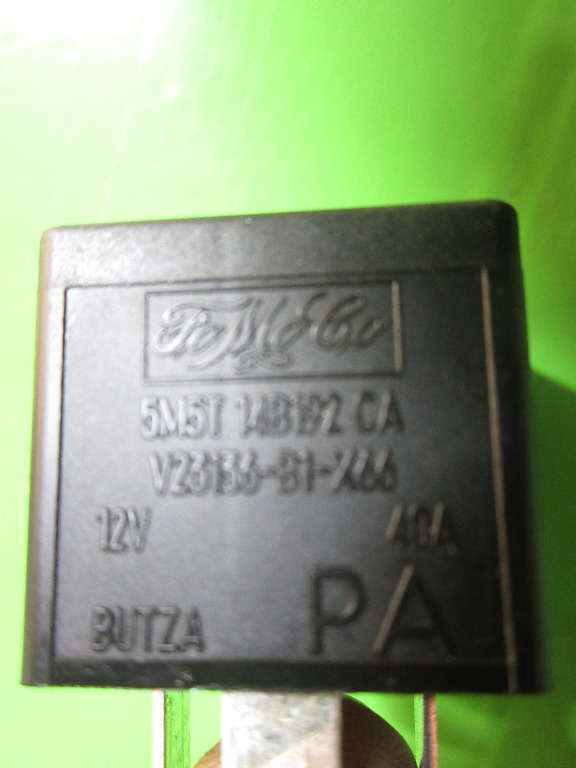 FoMoCo
5M5T 14B192 CA
V23136-B1-X66
12V 40A
BUTZA PA